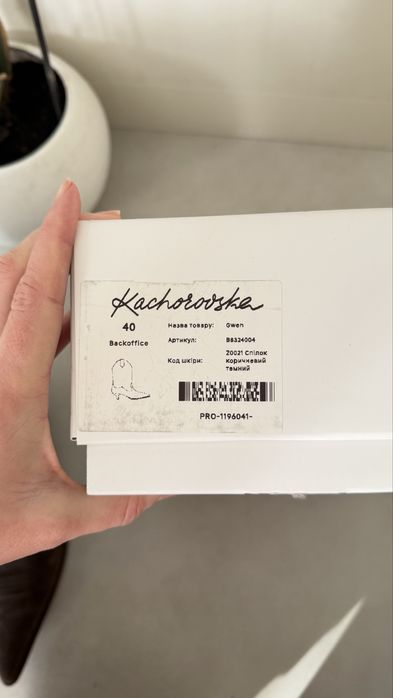 Kachorovska
40
Backoffice
Назва товару: Gwen
Артикул: B8324004
Код шкіри: Z0021 Спілок коричневий темний
PRO-1196041-